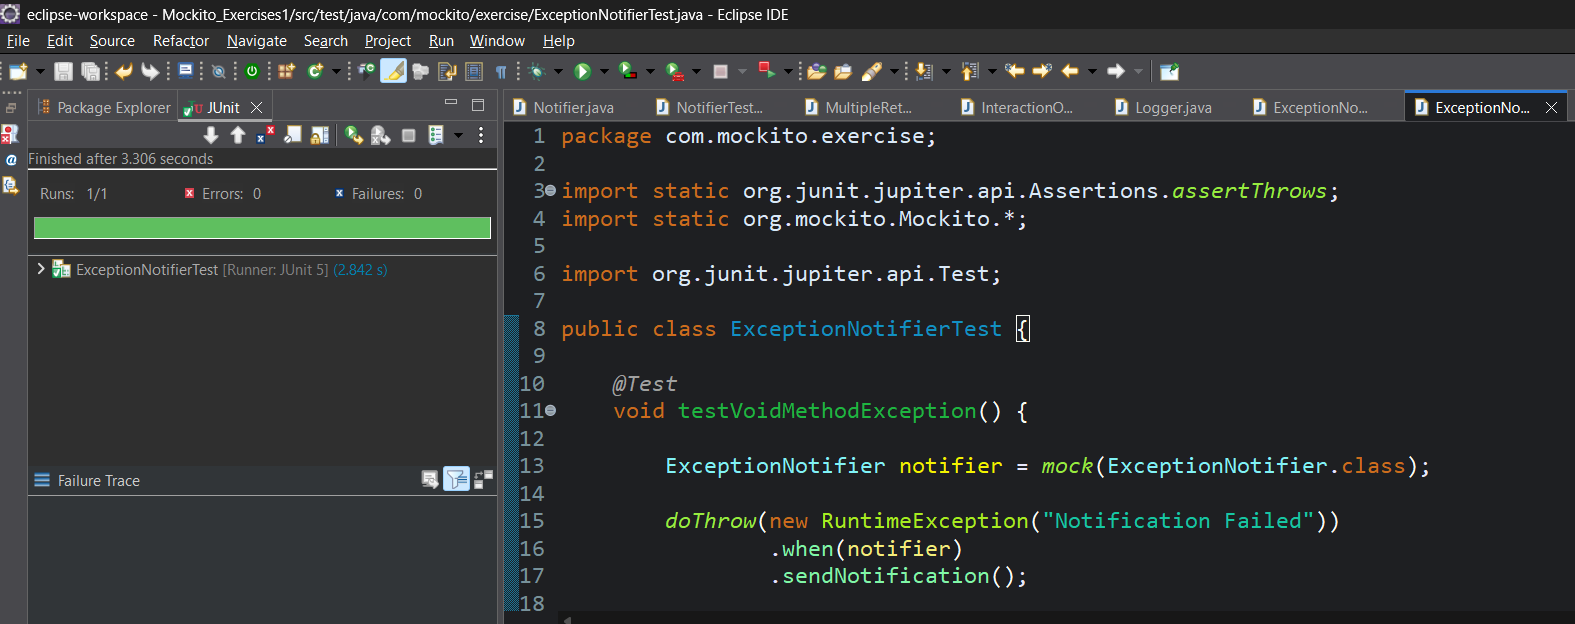 eclipse-workspace - Mockito_Exercises1/src/test/java/com/mockito/exercise/ExceptionNotifierTest.java - Eclipse IDE
File Edit Source Refactor Navigate Search Project Run Window Help
Package Explorer JUnit
Finished after 3.306 seconds
Runs: 1/1 Errors: 0 Failures: 0
ExceptionNotifierTest [Runner: JUnit 5] (2.842 s)
Failure Trace
Notifier.java NotifierTest... MultipleRet... InteractionO... Logger.java ExceptionNo... ExceptionNo...
1 package com.mockito.exercise;
2
3 import static org.junit.jupiter.api.Assertions.assertThrows;
4 import static org.mockito.Mockito.*;
5
6 import org.junit.jupiter.api.Test;
7
8 public class ExceptionNotifierTest {
9
10 @Test
11 void testVoidMethodException() {
12
13 ExceptionNotifier notifier = mock(ExceptionNotifier.class);
14
15 doThrow(new RuntimeException("Notification Failed"))
16 .when(notifier)
17 .sendNotification();
18